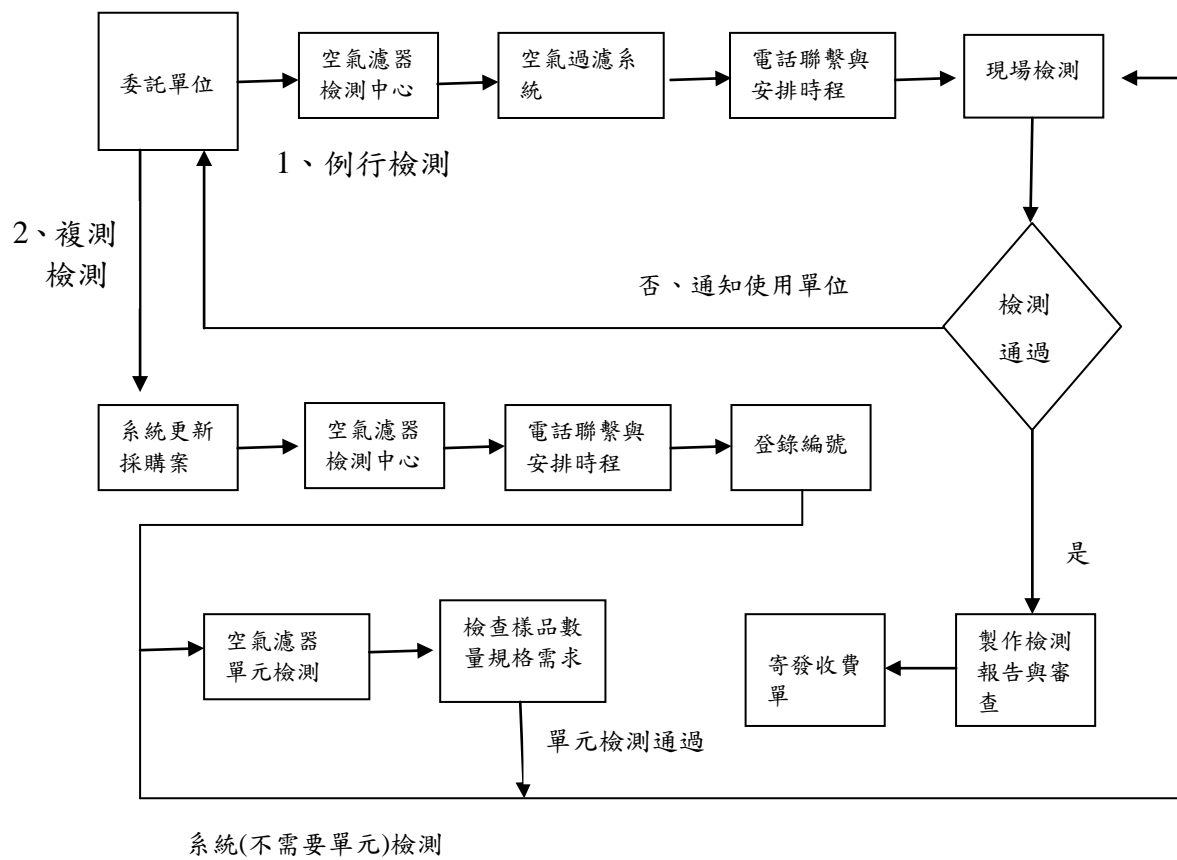 委託單位
空氣濾器
檢測中心
空氣過濾系
統
電話聯繫與
安排時程
現場檢測
1、例行檢測
2、複測
檢測
否、通知使用單位
檢測
通過
系統更新
採購案
空氣濾器
檢測中心
電話聯繫與
安排時程
登錄編號
是
空氣濾器
單元檢測
檢查樣品數
量規格需求
寄發收費
單
製作檢測
報告與審
查
單元檢測通過
系統(不需要單元)檢測